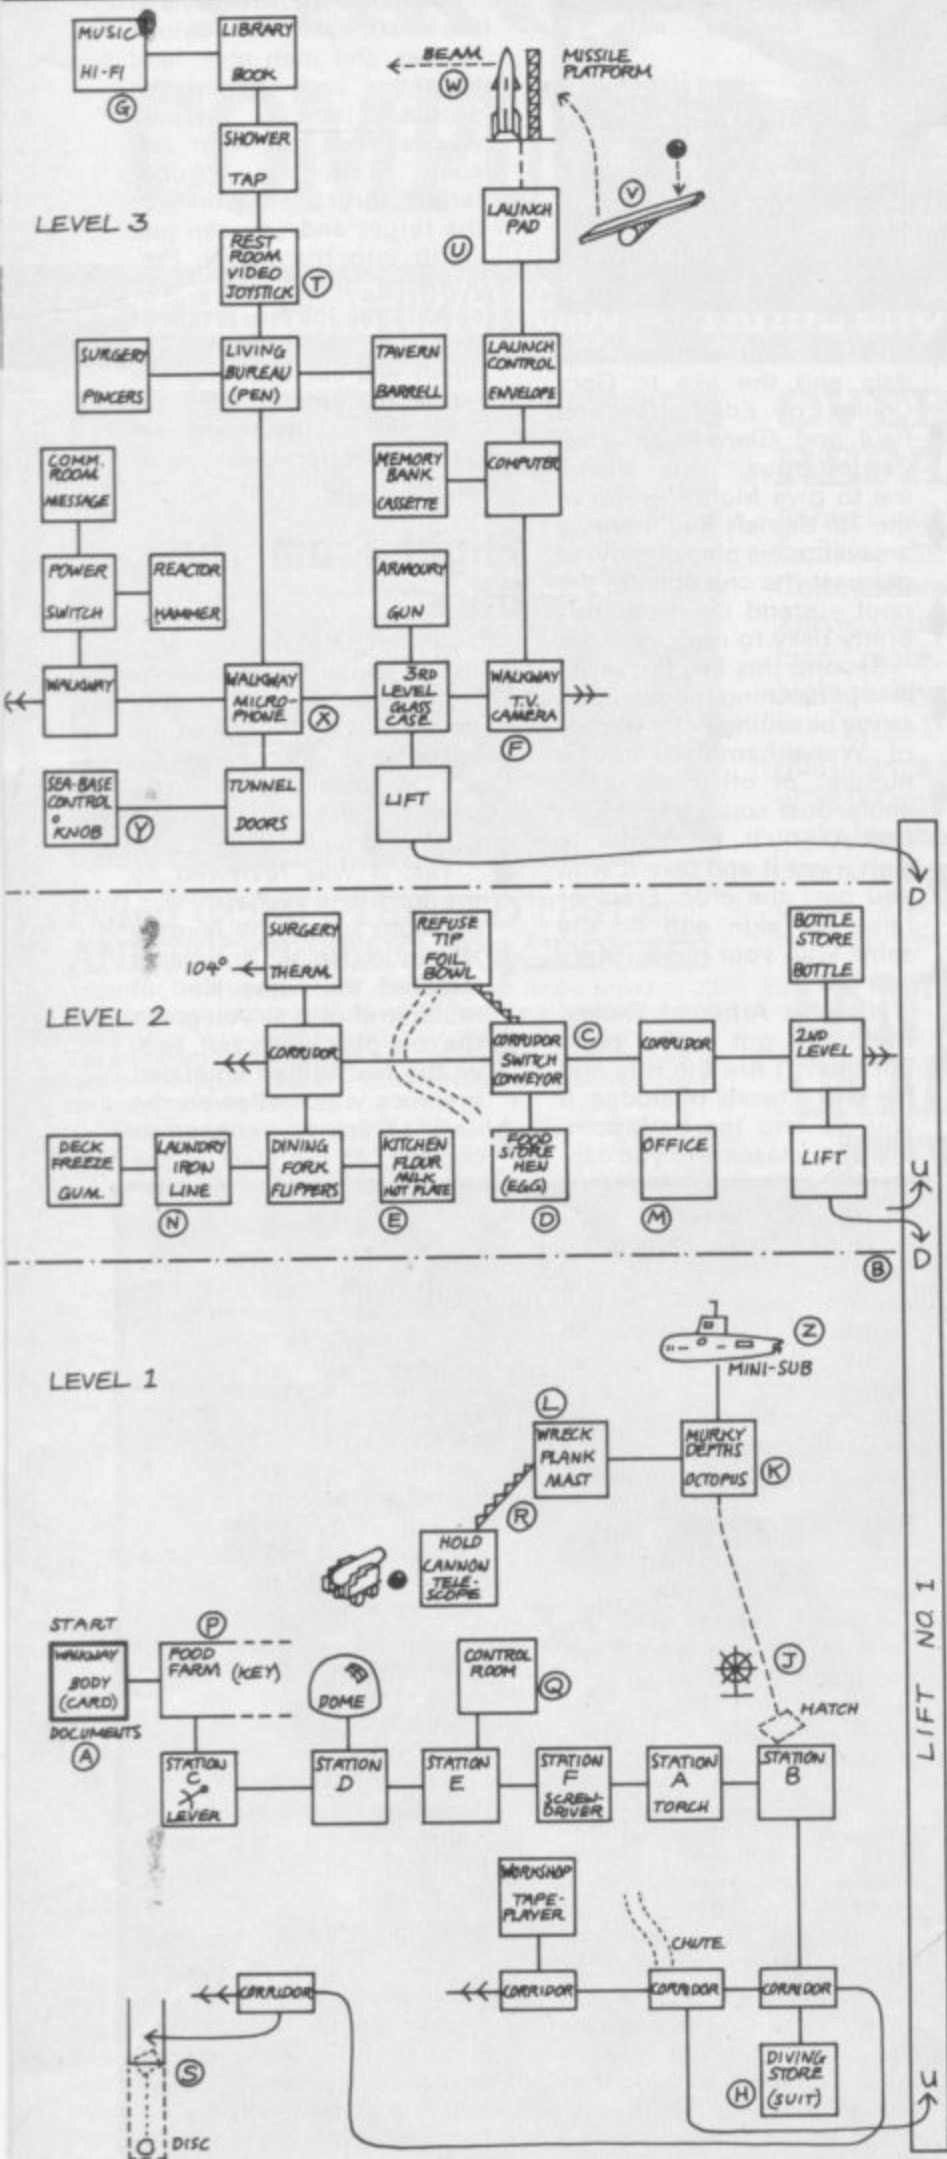 MUSIC
HI-FI
G
LIBRARY
BOOK
BEAM
W
MISSILE
PLATFORM
SHOWER
TAP
LEVEL 3
LAUNCH
PAD
U
V
REST
ROOM
VIDEO
JOYSTICK
T
SURGERY
PINCERS
LIVING
BUREAU
(PEN)
TAVERN
BARRELL
LAUNCH
CONTROL
ENVELOPE
COMM.
ROOM
MESSAGE
MEMORY
BANK
CASSETTE
COMPUTER
POWER
SWITCH
REACTOR
HAMMER
ARMOURY
GUN
WALKWAY
WALKWAY
MICRO-
PHONE
X
3RD
LEVEL
GLASS
CASE
WALKWAY
T.V.
CAMERA
F
SEA-BASE
CONTROL
KNOB
Y
TUNNEL
DOORS
LIFT
D
104°
SURGERY
THERM.
REFUSE
TIP
FOIL
BOWL
BOTTLE
STORE
BOTTLE
LEVEL 2
CORRIDOR
CORRIDOR
SWITCH
CONVEYOR
C
CORRIDOR
2ND
LEVEL
DECK
FREEZE
GUM.
LAUNDRY
IRON
LINE
N
DINING
FORK
FLIPPERS
KITCHEN
FLOUR
MILK
HOT PLATE
E
FOOD
STORE
HEN
(EGG)
D
OFFICE
M
LIFT
U
D
B
LEVEL 1
Z
MINI-SUB
L
WRECK
PLANK
MAST
MURKY
DEPTHS
OCTOPUS
K
R
HOLD
CANNON
TELE-
SCOPE
START
WALKWAY
BODY
(CARD)
DOCUMENTS
A
P
FOOD
FARM (KEY)
DOME
CONTROL
ROOM
Q
J
HATCH
LIFT NO. 1
STATION
C
LEVER
STATION
D
STATION
E
STATION
F
SCREW-
DRIVER
STATION
A
TORCH
STATION
B
WORKSHOP
TAPE-
PLAYER
CHUTE
CORRIDOR
CORRIDOR
CORRIDOR
CORRIDOR
S
DISC
H
DIVING
STORE
(SUIT)
U